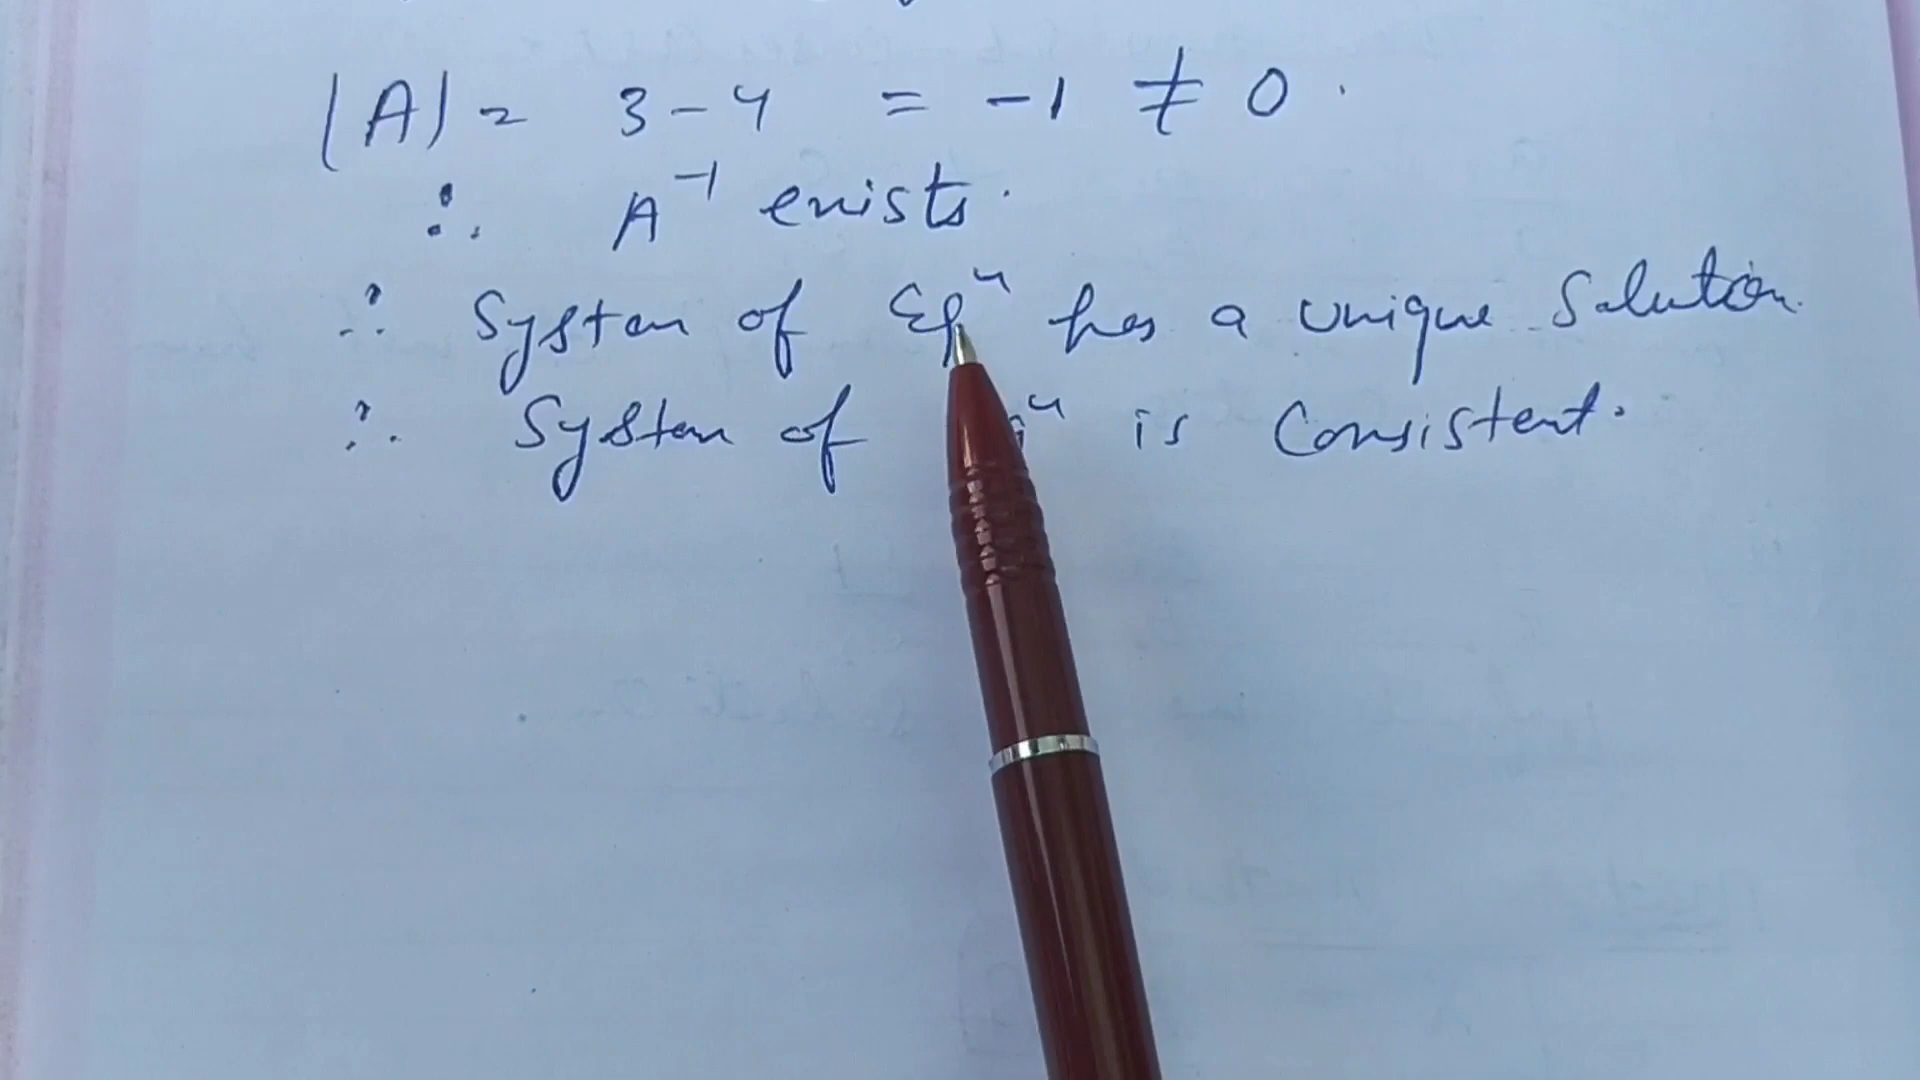 |A| = 3 - 4 = -1 ≠ 0.
∴ A⁻¹ exists.
∴ System of Eqⁿ has a unique Solution.
∴ System of is Consistent.